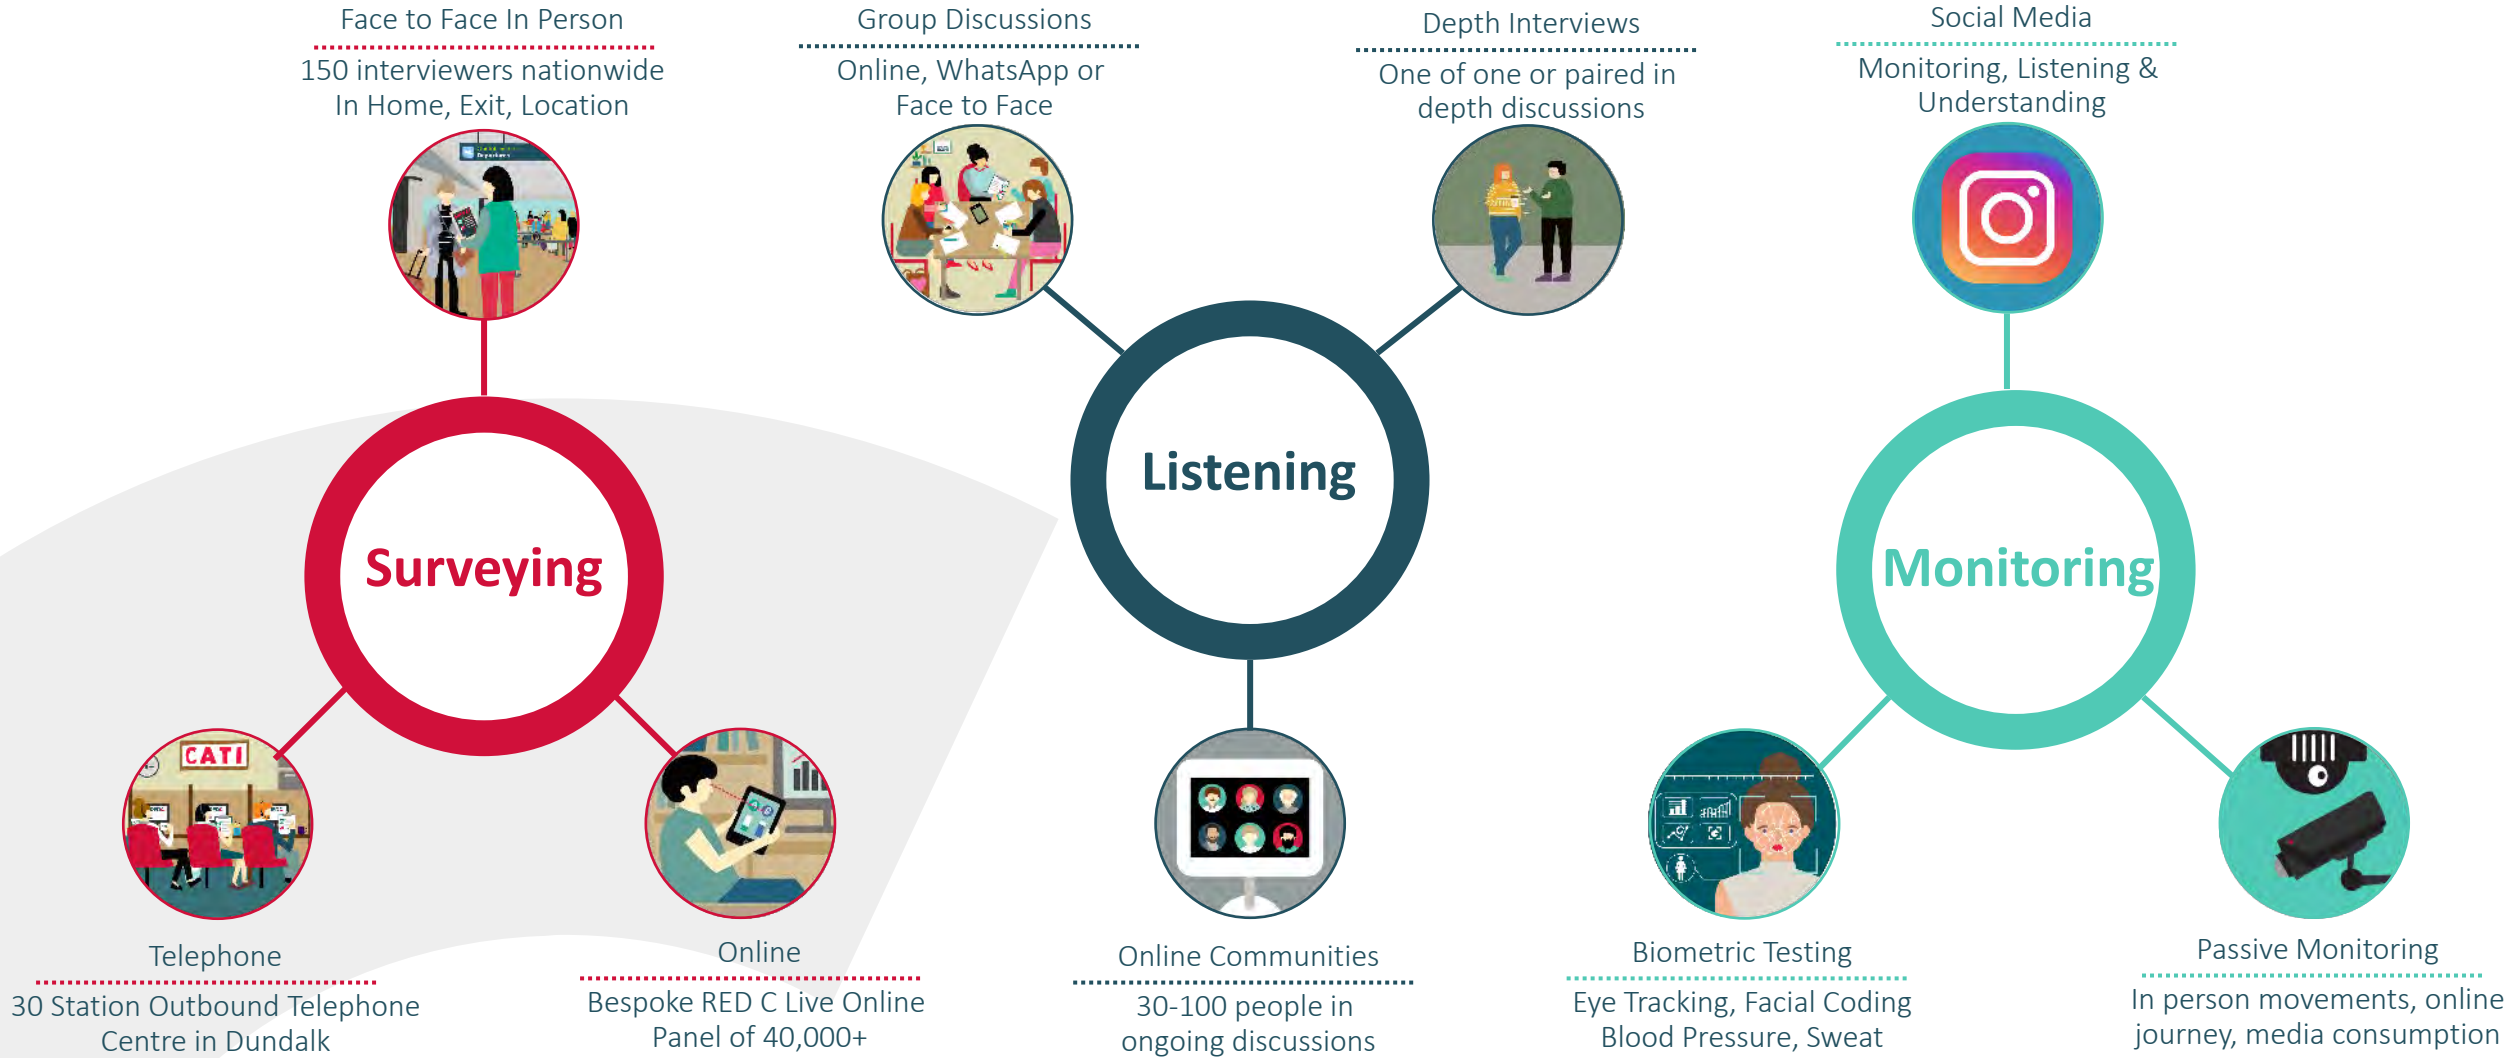 Face to Face In Person
150 interviewers nationwide
In Home, Exit, Location
Group Discussions
Online, WhatsApp or
Face to Face
Depth Interviews
One of one or paired in
depth discussions
Social Media
Monitoring, Listening &
Understanding
Surveying
Listening
Monitoring
CATI
Telephone
30 Station Outbound Telephone
Centre in Dundalk
Online
Bespoke RED C Live Online
Panel of 40,000+
Online Communities
30-100 people in
ongoing discussions
Biometric Testing
Eye Tracking, Facial Coding
Blood Pressure, Sweat
Passive Monitoring
In person movements, online
journey, media consumption